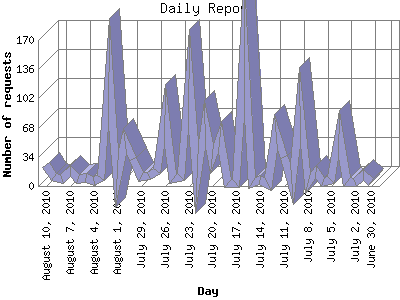 Daily Repo
Number of requests
170
136
102
68
34
0
August 10, 2010
August 7, 2010
August 4, 2010
August 1, 20
July 29, 2010
July 26, 2010
July 23, 2010
July 20, 2010
July 17, 2010
July 14, 2010
July 11, 2010
July 8, 2010
July 5, 2010
July 2, 2010
June 30, 2010
Day